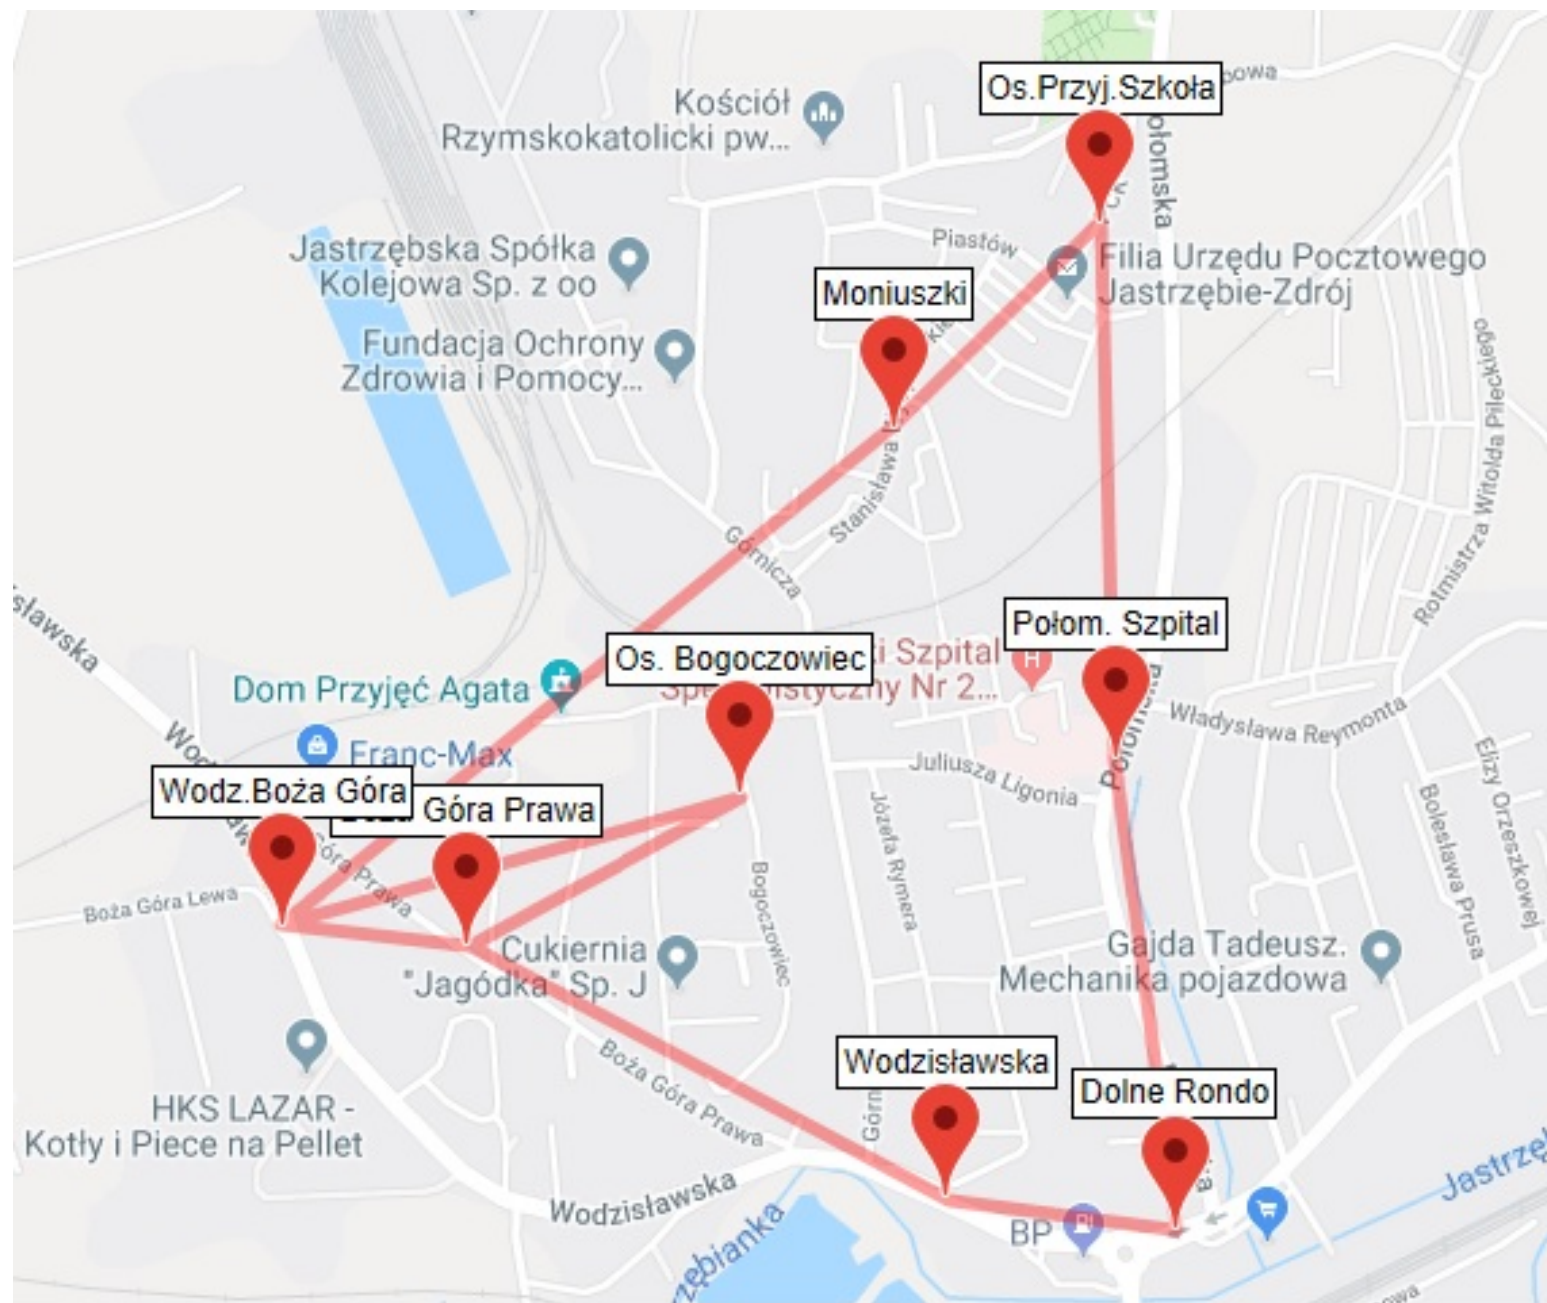 Os.Przyj.Szkoła
Kościół
Rzymskokatolicki pw...
Jastrzębska Spółka
Kolejowa Sp. z oo
Piastów
Filia Urzędu Pocztowego
Jastrzębie-Zdrój
Moniuszki
Fundacja Ochrony
Zdrowia i Pomocy...
Rotmistrza Witolda Pileckiego
Stanisława
Górnicza
Połom. Szpital
Os. Bogoczowiec
Szpital
Nr 2...
H
Dom Przyjęć Agata
Franc-Max
Władysława Reymonta
Juliusza Ligonia
Elizy Orzeszkowej
Bolesława Prusa
Józefa Rymera
Wodz.Boża Góra
Góra Prawa
Góra Prawa
Boża Góra Lewa
Bogoczowiec
Cukiernia
"Jagódka" Sp. J
Gajda Tadeusz.
Mechanika pojazdowa
HKS LAZAR -
Kotły i Piece na Pellet
Boża Góra Prawa
Wodzisławska
Dolne Rondo
Wodzisławska
BP